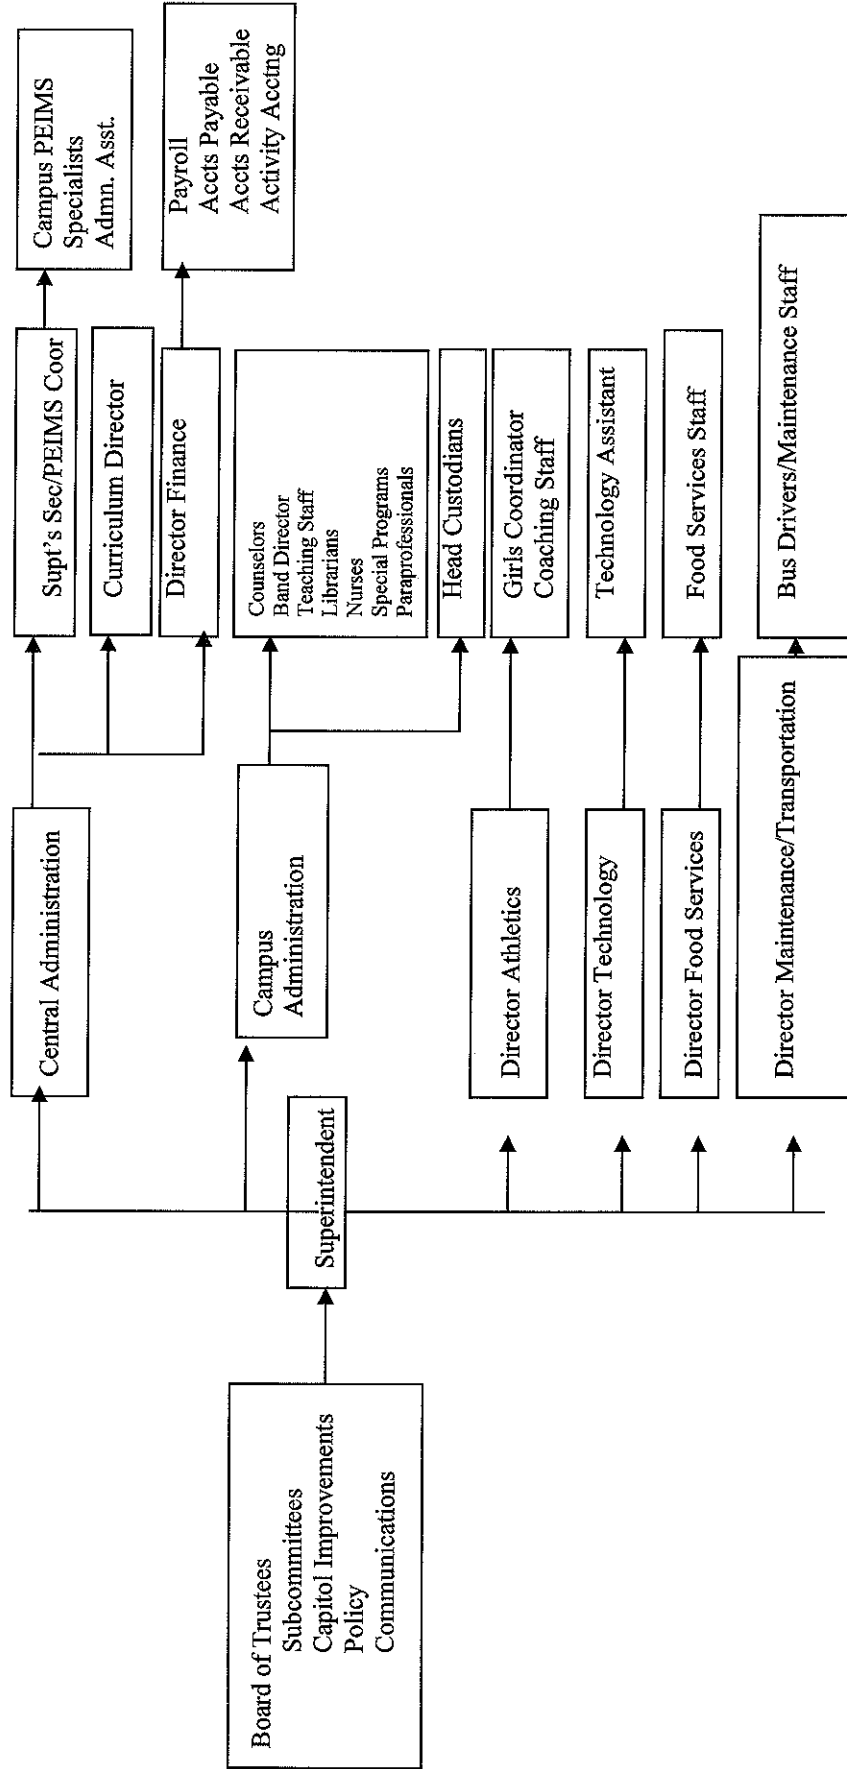 Board of Trustees
Subcommittees
Capitol Improvements
Policy
Communications
Superintendent
Central Administration
Campus
Administration
Director Athletics
Director Technology
Director Food Services
Director Maintenance/Transportation
Supt's Sec/PEIMS Coor
Curriculum Director
Director Finance
Counselors
Band Director
Teaching Staff
Librarians
Nurses
Special Programs
Paraprofessionals
Head Custodians
Girls Coordinator
Coaching Staff
Technology Assistant
Food Services Staff
Bus Drivers/Maintenance Staff
Campus PEIMS
Specialists
Admn. Asst.
Payroll
Accts Payable
Accts Receivable
Activity Acctng